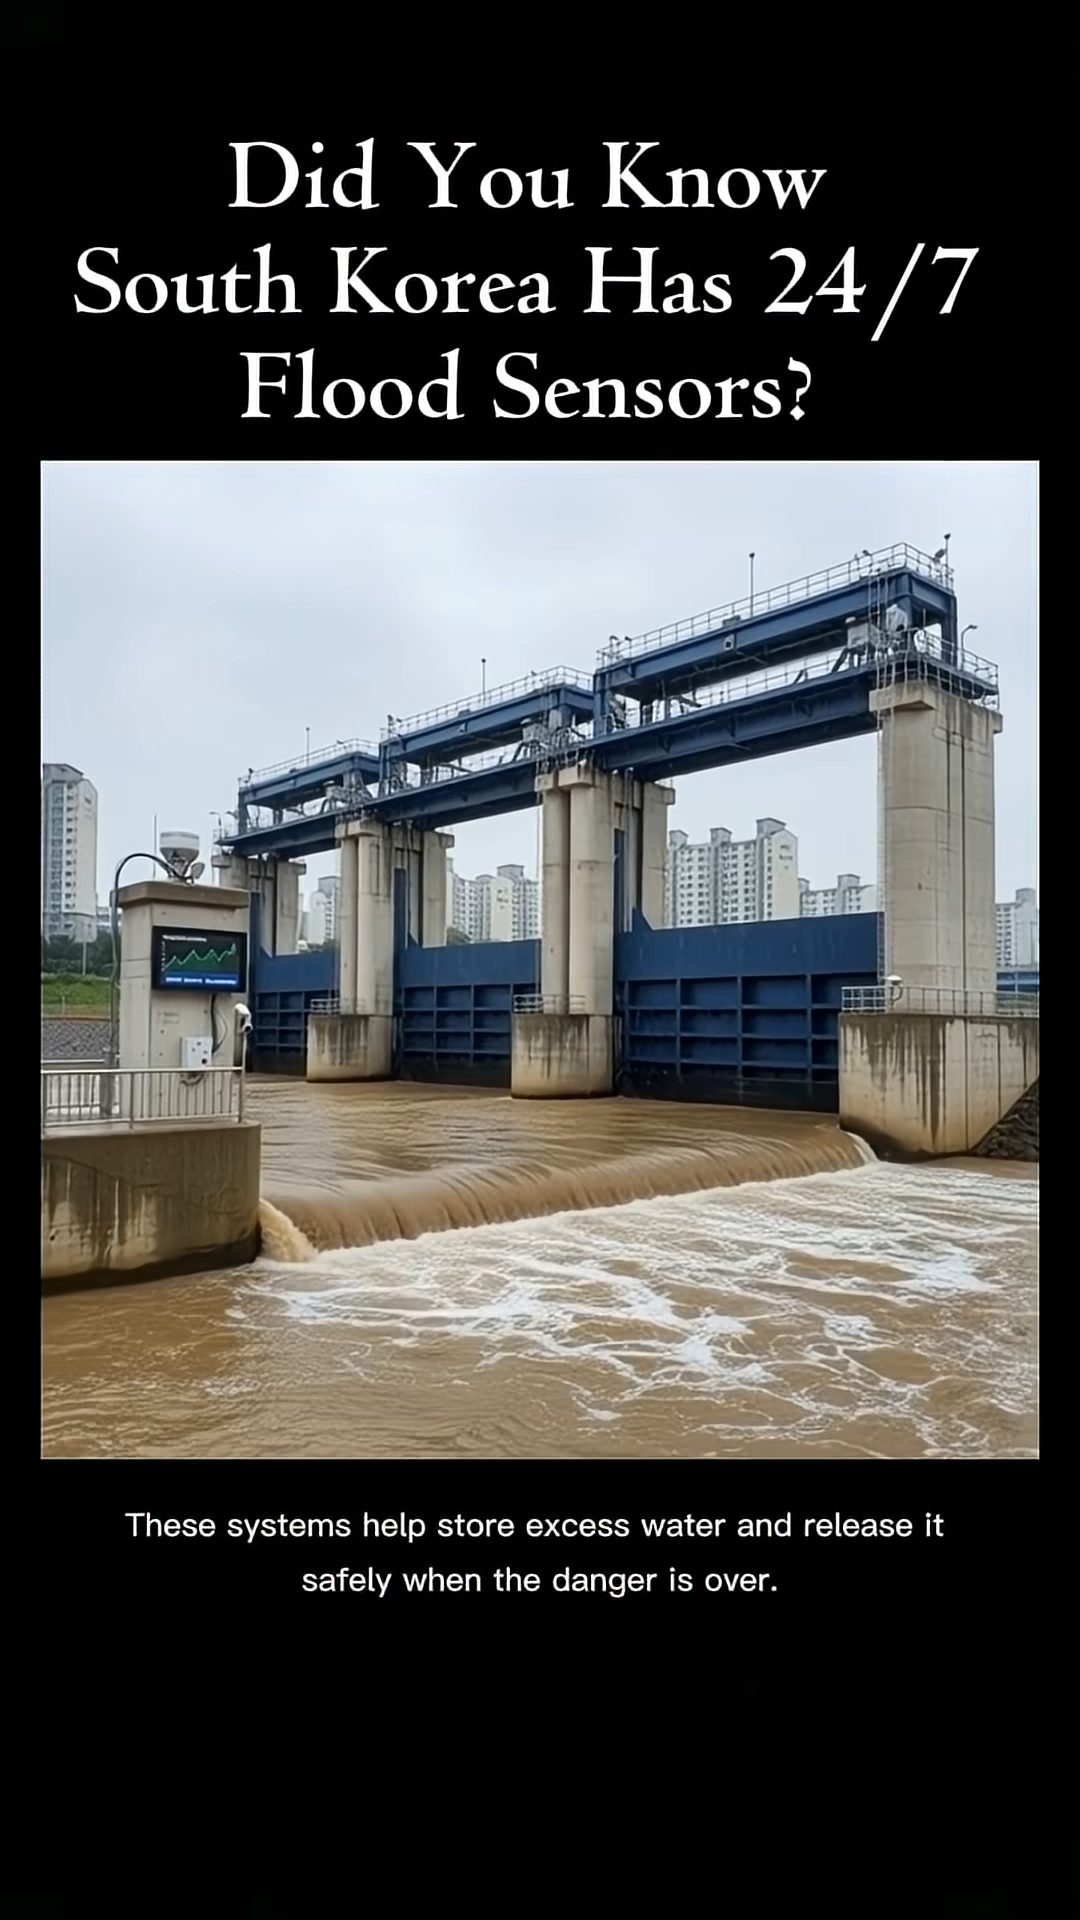 Did You Know
South Korea Has 24/7
Flood Sensors?
These systems help store excess water and release it
safely when the danger is over.